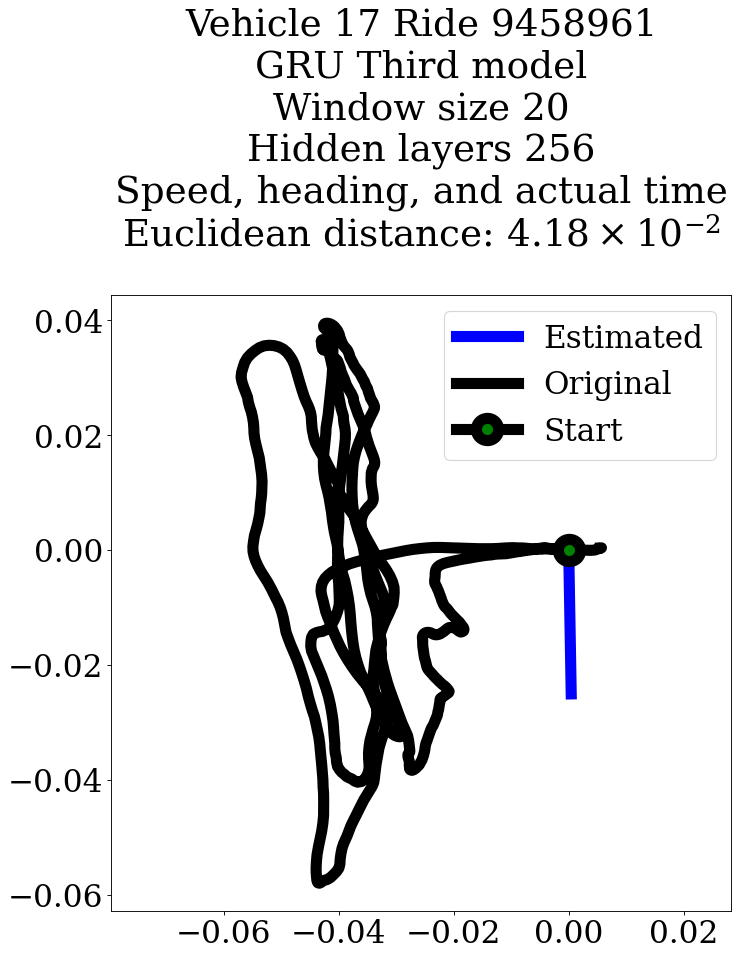 Vehicle 17 Ride 9458961
GRU Third model
Window size 20
Hidden layers 256
Speed, heading, and actual time
Euclidean distance: 4.18 × 10⁻²
Estimated
Original
Start
0.04
0.02
0.00
−0.02
−0.04
−0.06
−0.06 −0.04 −0.02 0.00 0.02